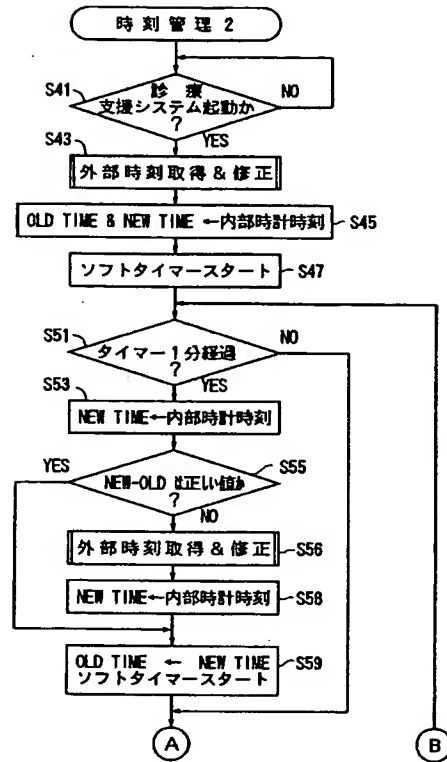 時刻管理2
S41
診療
支援システム起動か
?
NO
YES
S43
外部時刻取得&修正
OLD TIME & NEW TIME ←内部時計時刻
S45
ソフトタイマースタート
S47
S51
タイマー1分経過
?
NO
YES
S53
NEW TIME←内部時計時刻
YES
S55
NEW-OLDは正しい値か
?
NO
外部時刻取得&修正
S56
NEW TIME←内部時計時刻
S58
OLD TIME ← NEW TIME
ソフトタイマースタート
S59
A
B